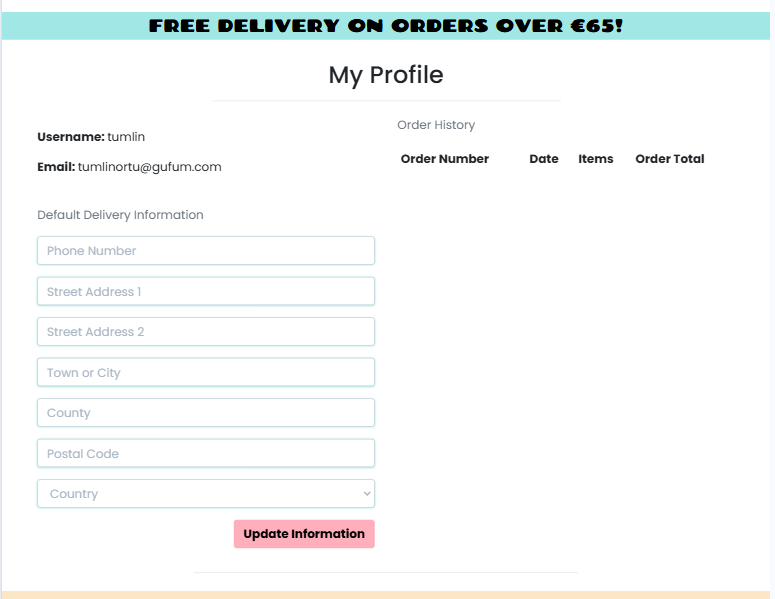 FREE DELIVERY ON ORDERS OVER €65!
My Profile
Username: tumlin
Email: tumlinortu@gufum.com
Default Delivery Information
Phone Number
Street Address 1
Street Address 2
Town or City
County
Postal Code
Country
Update Information
Order History
Order Number Date Items Order Total